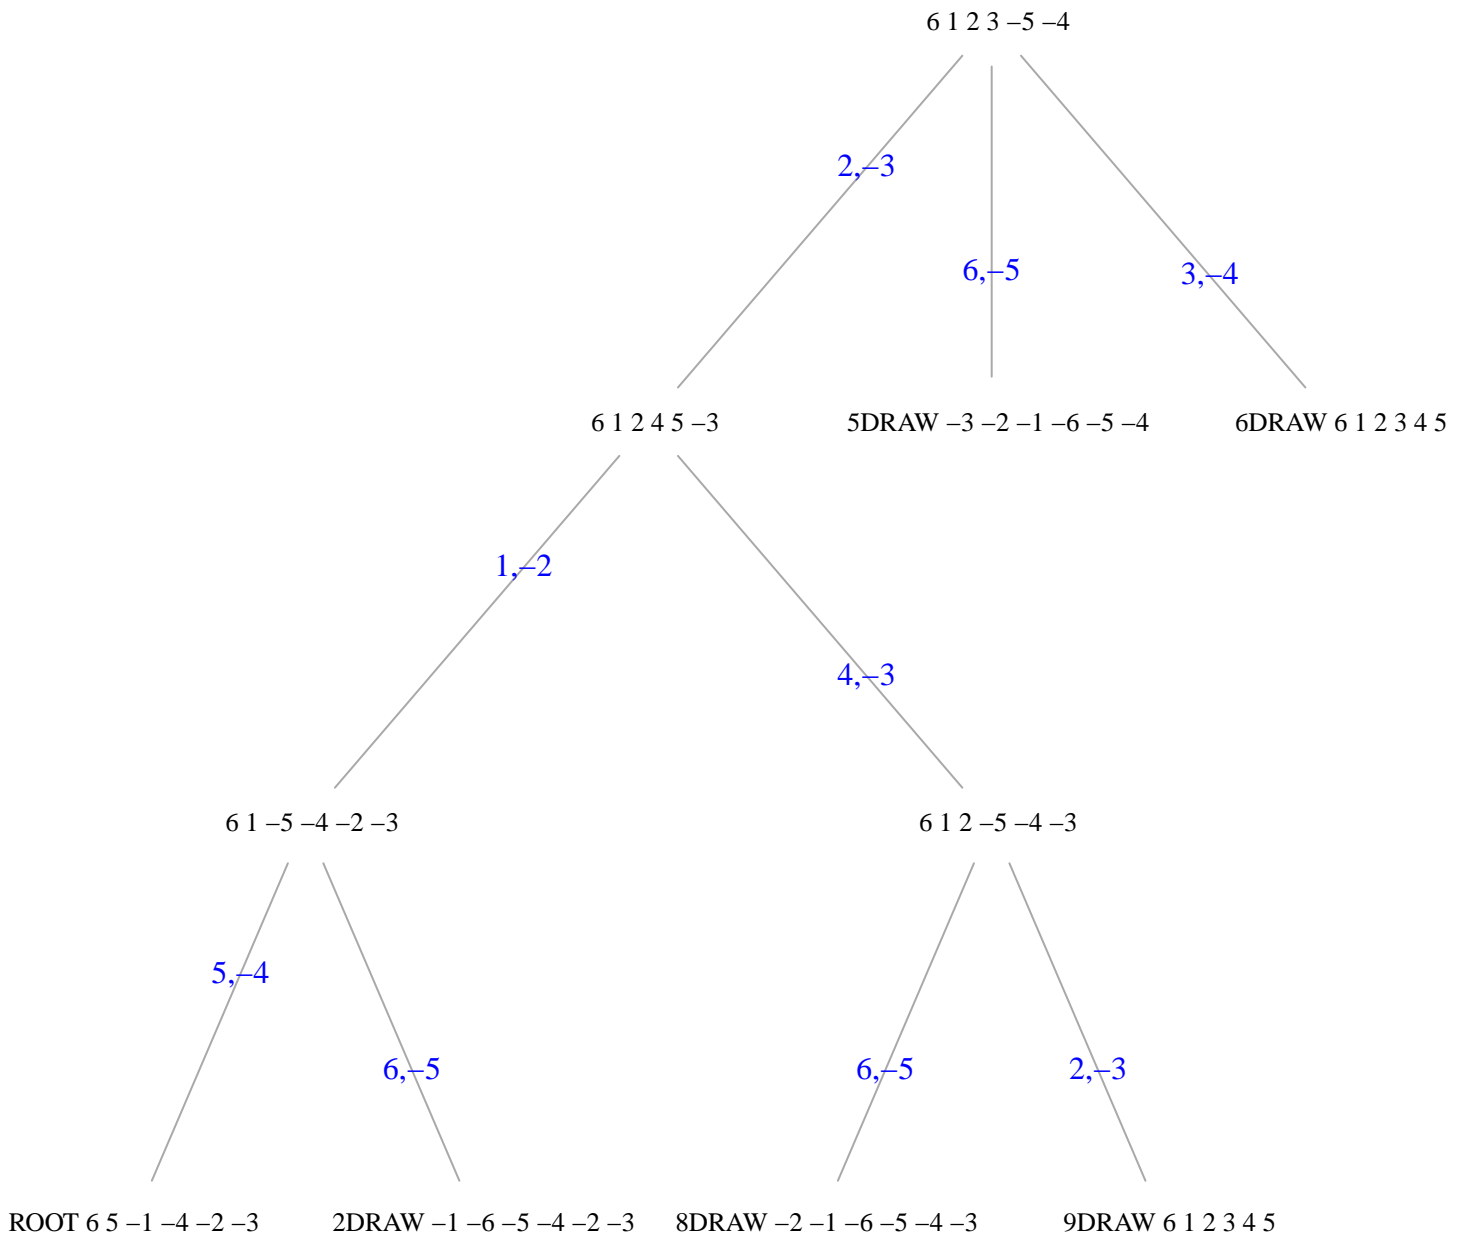 6 1 2 3 –5 –4
2,–3
6,–5
3,–4
6 1 2 4 5 –3
5DRAW –3 –2 –1 –6 –5 –4
6DRAW 6 1 2 3 4 5
1,–2
4,–3
6 1 –5 –4 –2 –3
6 1 2 –5 –4 –3
5,–4
6,–5
6,–5
2,–3
ROOT 6 5 –1 –4 –2 –3
2DRAW –1 –6 –5 –4 –2 –3
8DRAW –2 –1 –6 –5 –4 –3
9DRAW 6 1 2 3 4 5